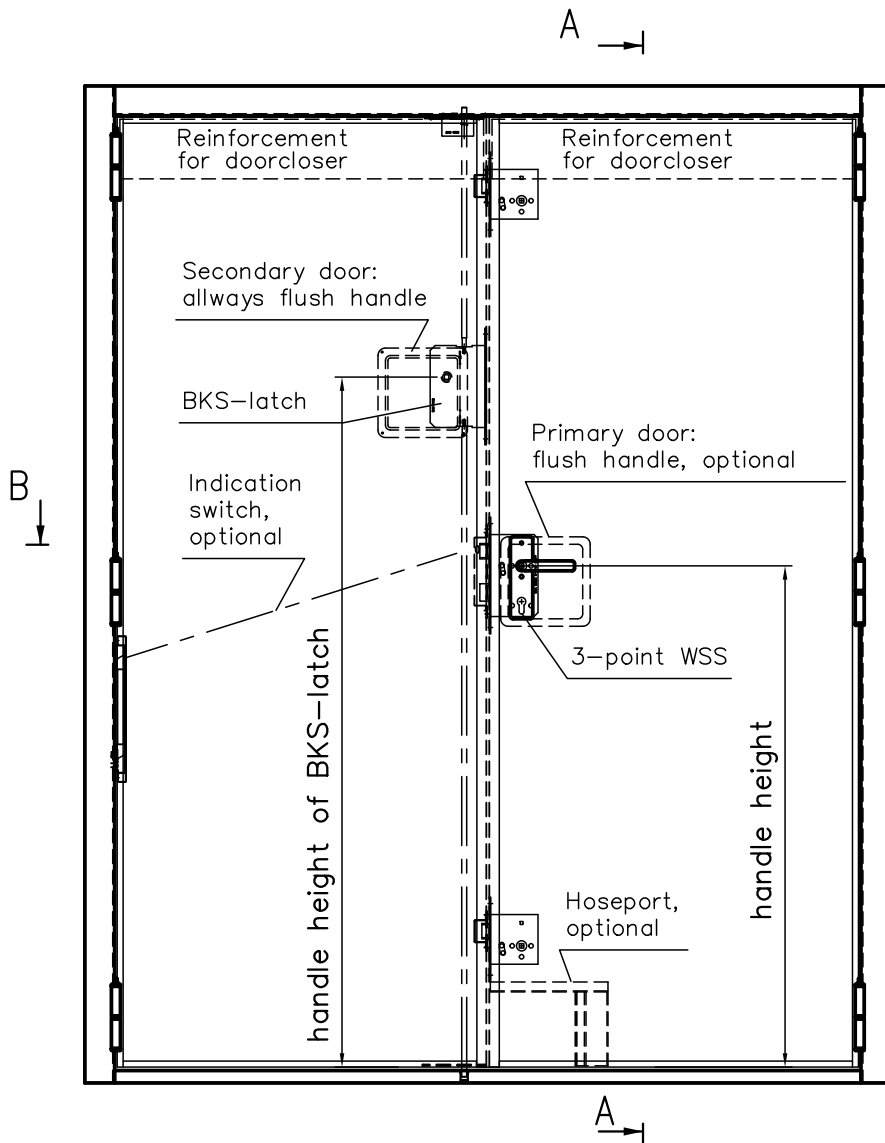 A
Reinforcement
for doorcloser
Reinforcement
for doorcloser
Secondary door:
allways flush handle
BKS-latch
Primary door:
flush handle, optional
B
Indication
switch,
optional
3-point WSS
handle height of BKS-latch
handle height
Hoseport,
optional
A